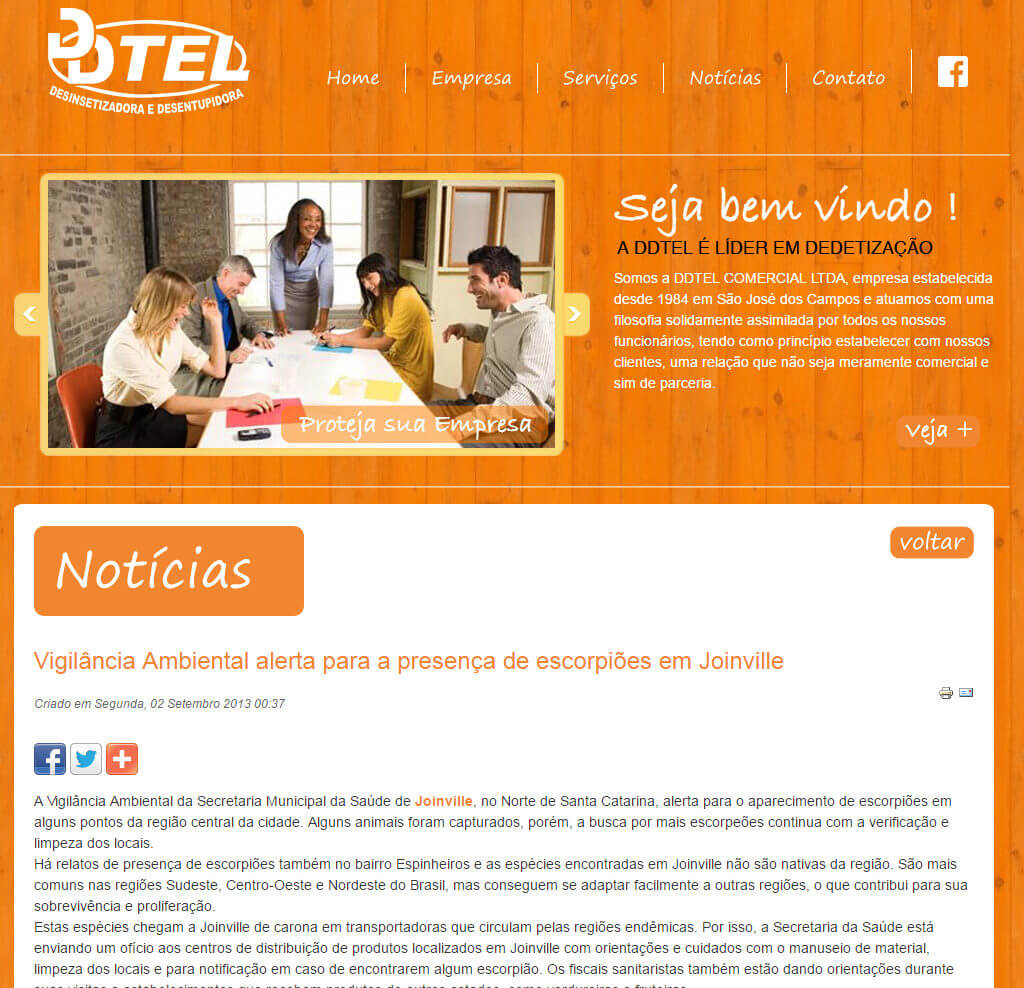 DDTEL
DESINSETIZADORA E DESENTUPIDORA
Home
Empresa
Serviços
Notícias
Contato
Seja bem vindo !
A DDTEL É LÍDER EM DEDETIZAÇÃO
Somos a DDTEL COMERCIAL LTDA, empresa estabelecida
desde 1984 em São José dos Campos e atuamos com uma
filosofia solidamente assimilada por todos os nossos
funcionários, tendo como princípio estabelecer com nossos
clientes, uma relação que não seja meramente comercial e
sim de parceria.
Proteja sua Empresa
Veja +
Notícias
voltar
Vigilância Ambiental alerta para a presença de escorpiões em Joinville
Criado em Segunda, 02 Setembro 2013 00:37
A Vigilância Ambiental da Secretaria Municipal da Saúde de Joinville, no Norte de Santa Catarina, alerta para o aparecimento de escorpiões em
alguns pontos da região central da cidade. Alguns animais foram capturados, porém, a busca por mais escorpeões continua com a verificação e
limpeza dos locais.
Há relatos de presença de escorpiões também no bairro Espinheiros e as espécies encontradas em Joinville não são nativas da região. São mais
comuns nas regiões Sudeste, Centro-Oeste e Nordeste do Brasil, mas conseguem se adaptar facilmente a outras regiões, o que contribui para sua
sobrevivência e proliferação.
Estas espécies chegam a Joinville de carona em transportadoras que circulam pelas regiões endêmicas. Por isso, a Secretaria da Saúde está
enviando um ofício aos centros de distribuição de produtos localizados em Joinville com orientações e cuidados com o manuseio de material,
limpeza dos locais e para notificação em caso de encontrarem algum escorpião. Os fiscais sanitaristas também estão dando orientações durante